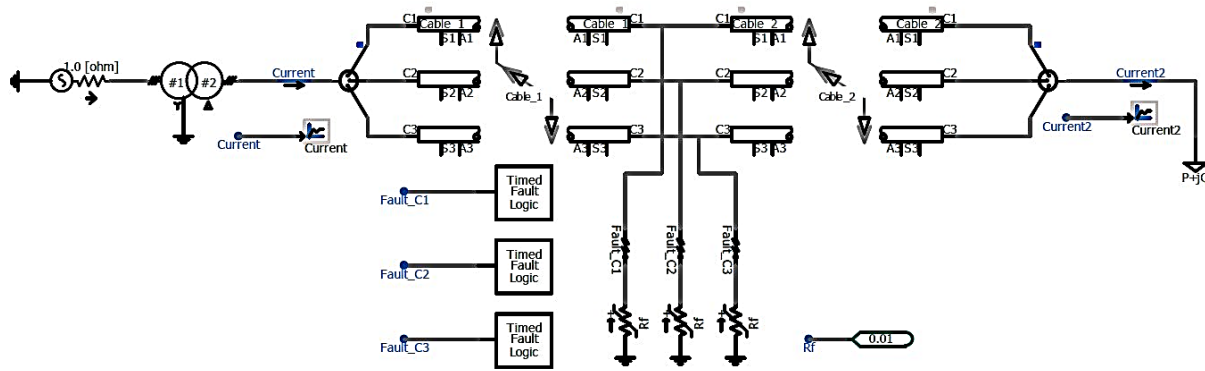 C1 Cable_1 C1 Cable_1 Cable_2 C1 Cable_2 C1
S1 A1 A1 S1 S1 A1 A1 S1
1.0 [ohm]
#1 #2
Current
C2 C2 C2 C2
S2 A2 Cable_1 A2 S2 S2 A2 Cable_2 A2 S2
Current2
Current Current
C3 C3 C3 C3
S3 A3 A3 S3 S3 A3 A3 S3
Current2 Current2
P+jQ
Fault_C1
Timed
Fault
Logic
Fault_C2
Timed
Fault
Logic
Fault_C3
Timed
Fault
Logic
Fault_C1
Fault_C2
Fault_C3
+ Rf
+ Rf
+ Rf
Rf 0.01